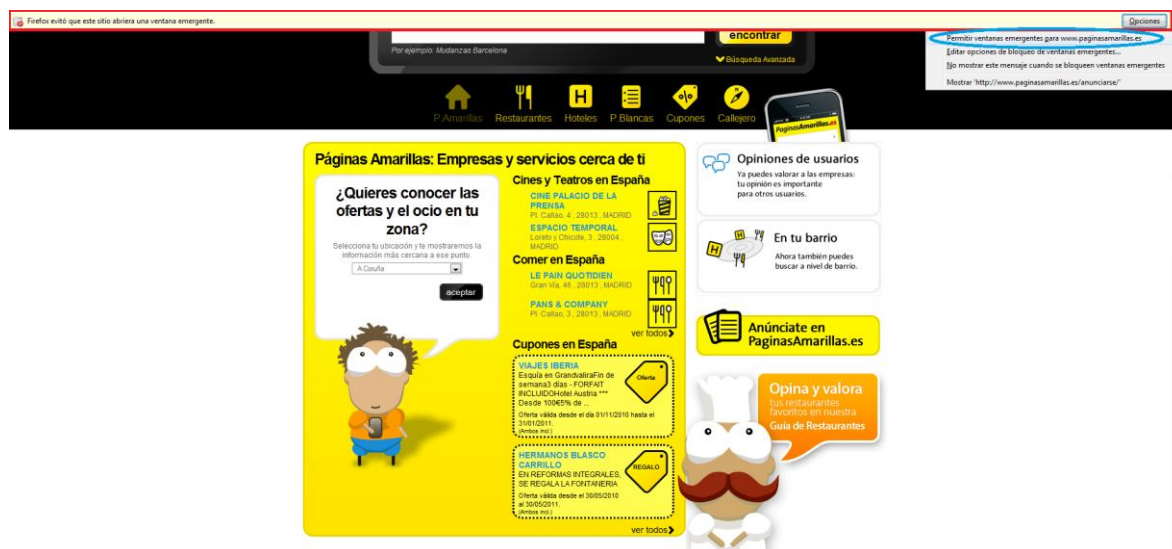 Firefox evitó que este sitio abriera una ventana emergente.
Opciones
Permitir ventanas emergentes para www.paginasamarillas.es
Editar opciones de bloqueo de ventanas emergentes...
No mostrar este mensaje cuando se bloqueen ventanas emergentes
Mostrar 'http://www.paginasamarillas.es/anunciarse/'
encontrar
Por ejemplo: Mudanzas Barcelona
Búsqueda Avanzada
P.Amarillas
Restaurantes
Hoteles
P.Blancas
Cupones
Callejero
PaginasAmarillas.es
Páginas Amarillas: Empresas y servicios cerca de ti
¿Quieres conocer las
ofertas y el ocio en tu
zona?
Selecciona tu ubicación y te mostraremos la
información más cercana a ese punto.
A Coruña
aceptar
Cines y Teatros en España
CINE PALACIO DE LA
PRENSA
Pl. Callao, 4 , 28013 , MADRID
ESPACIO TEMPORAL
Loreto y Chicote, 3 , 28004 ,
MADRID
Comer en España
LE PAIN QUOTIDIEN
Gran Vía, 46 , 28013 , MADRID
PANS & COMPANY
Pl. Callao, 3 , 28013 , MADRID
ver todos
Cupones en España
VIAJES IBERIA
Esquía en GrandvaliraFin de
semana3 días - FORFAIT
INCLUIDOHotel Austria ***
Desde 100€5% de ...
Oferta válida desde el día 01/11/2010 hasta el
31/01/2011.
(Ambos incl.)
Oferta
HERMANOS BLASCO
CARRILLO
EN REFORMAS INTEGRALES,
SE REGALA LA FONTANERIA
Oferta válida desde el 30/05/2010
al 30/05/2011.
(Ambos incl.)
REGALO
ver todos
Opiniones de usuarios
Ya puedes valorar a las empresas:
tu opinión es importante
para otros usuarios.
H
En tu barrio
Ahora también puedes
buscar a nivel de barrio.
Anúnciate en
PaginasAmarillas.es
Opina y valora
tus restaurantes
favoritos en nuestra
Guía de Restaurantes